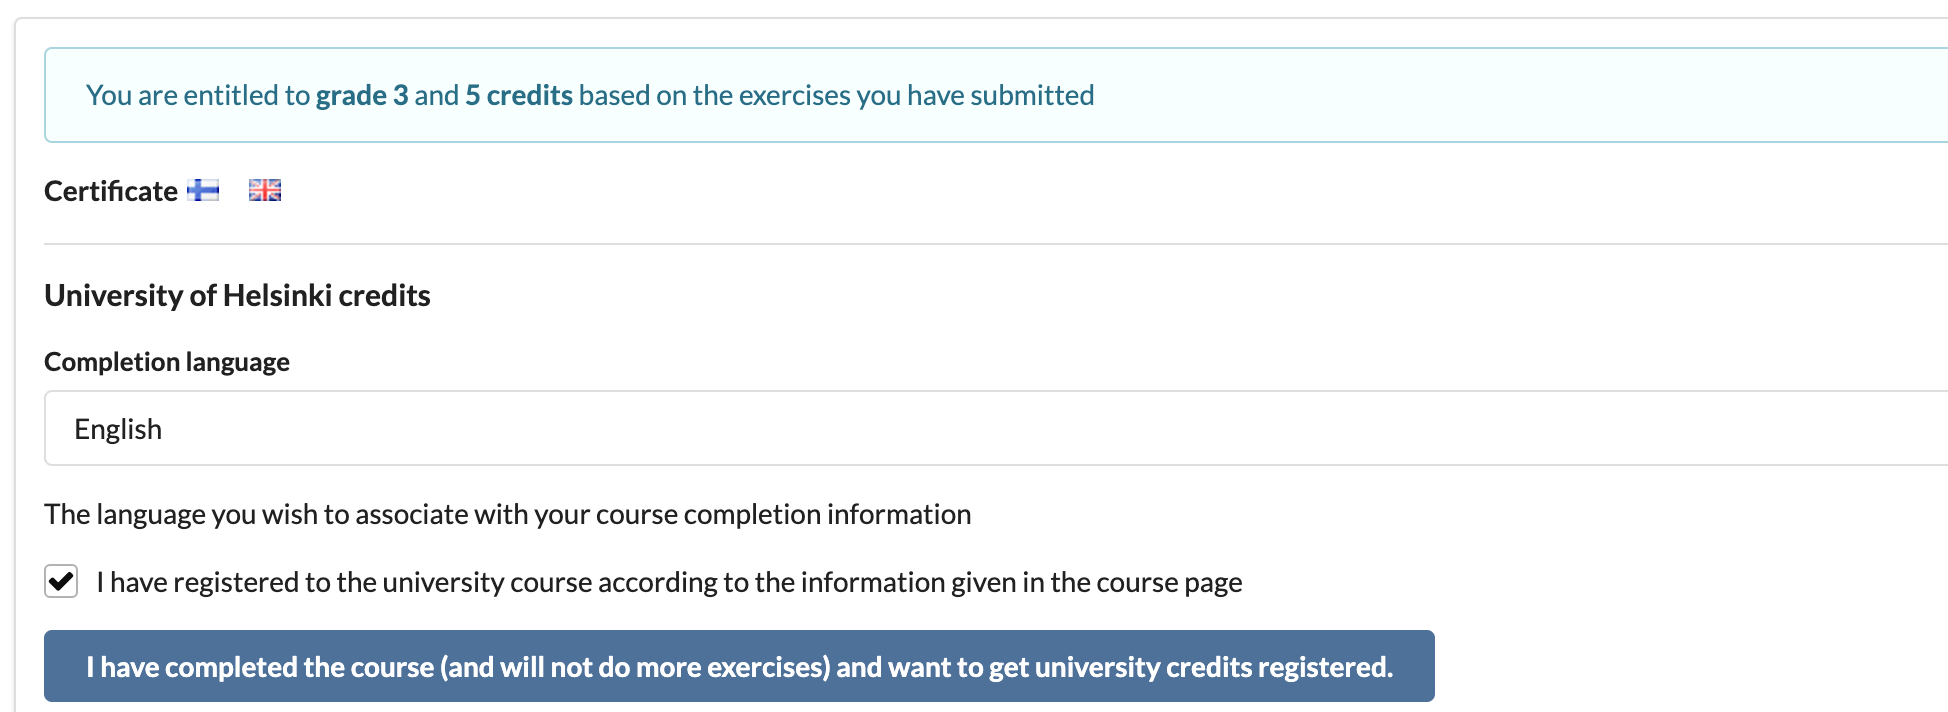 You are entitled to grade 3 and 5 credits based on the exercises you have submitted
Certificate
University of Helsinki credits
Completion language
English
The language you wish to associate with your course completion information
I have registered to the university course according to the information given in the course page
I have completed the course (and will not do more exercises) and want to get university credits registered.